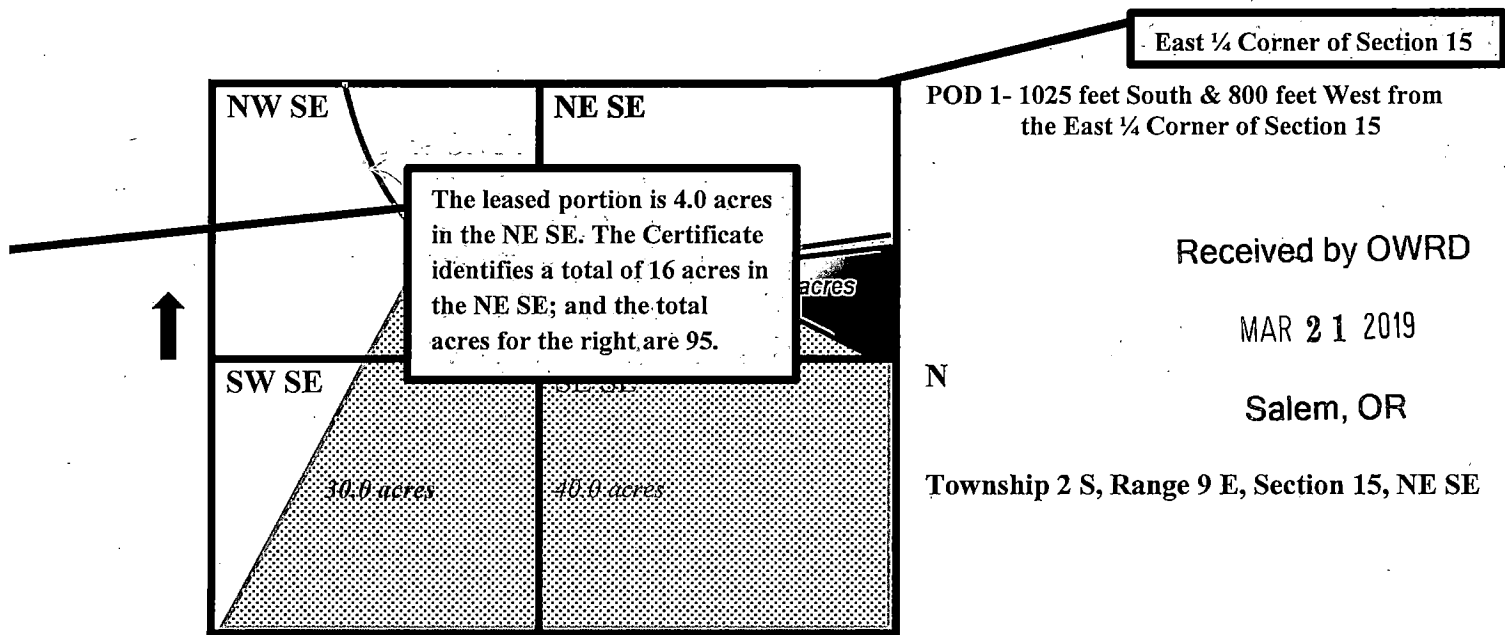 East ¼ Corner of Section 15
NW SE
NE SE
POD 1- 1025 feet South & 800 feet West from
the East ¼ Corner of Section 15
The leased portion is 4.0 acres
in the NE SE. The Certificate
identifies a total of 16 acres in
the NE SE; and the total
acres for the right are 95.
acres
Received by OWRD
MAR 21 2019
Salem, OR
N
SW SE
30.0 acres
40.0 acres
Township 2 S, Range 9 E, Section 15, NE SE